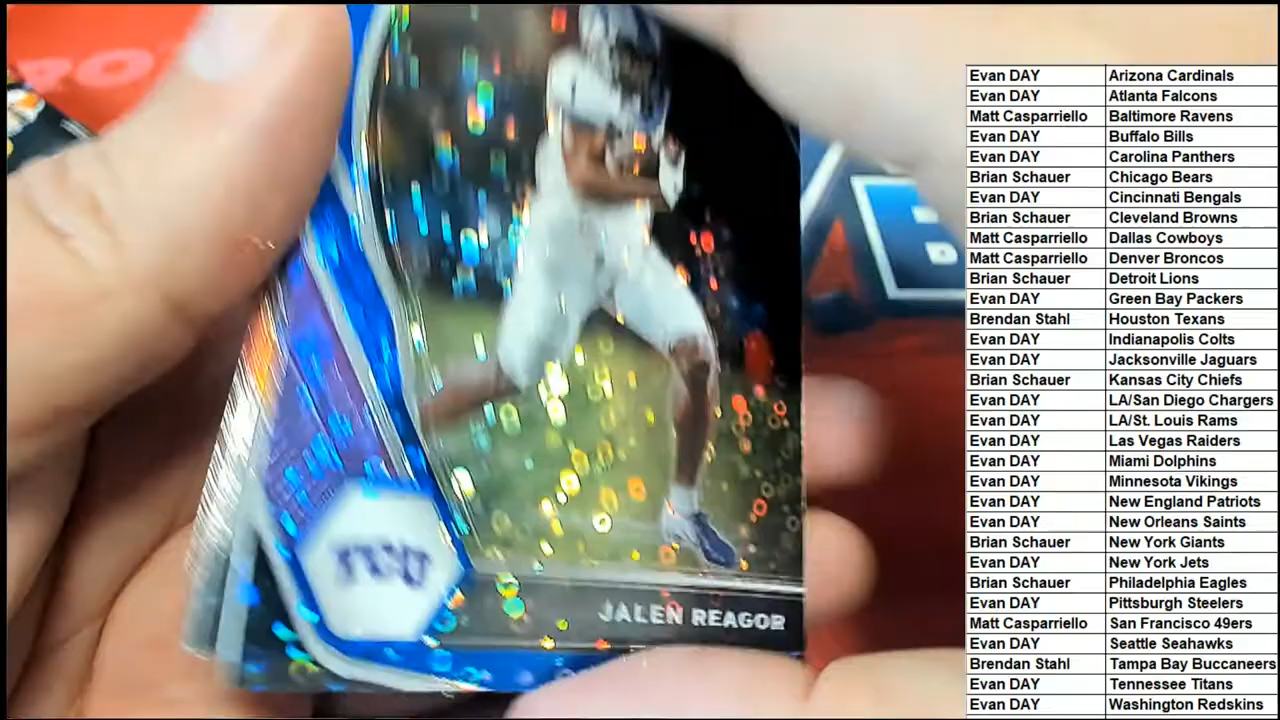 TCU
JALEN REAGOR
Evan DAY Arizona Cardinals
Evan DAY Atlanta Falcons
Matt Casparriello Baltimore Ravens
Evan DAY Buffalo Bills
Evan DAY Carolina Panthers
Brian Schauer Chicago Bears
Evan DAY Cincinnati Bengals
Brian Schauer Cleveland Browns
Matt Casparriello Dallas Cowboys
Matt Casparriello Denver Broncos
Brian Schauer Detroit Lions
Evan DAY Green Bay Packers
Brendan Stahl Houston Texans
Evan DAY Indianapolis Colts
Evan DAY Jacksonville Jaguars
Brian Schauer Kansas City Chiefs
Evan DAY LA/San Diego Chargers
Evan DAY LA/St. Louis Rams
Evan DAY Las Vegas Raiders
Evan DAY Miami Dolphins
Evan DAY Minnesota Vikings
Evan DAY New England Patriots
Evan DAY New Orleans Saints
Brian Schauer New York Giants
Evan DAY New York Jets
Brian Schauer Philadelphia Eagles
Evan DAY Pittsburgh Steelers
Matt Casparriello San Francisco 49ers
Evan DAY Seattle Seahawks
Brendan Stahl Tampa Bay Buccaneers
Evan DAY Tennessee Titans
Evan DAY Washington Redskins